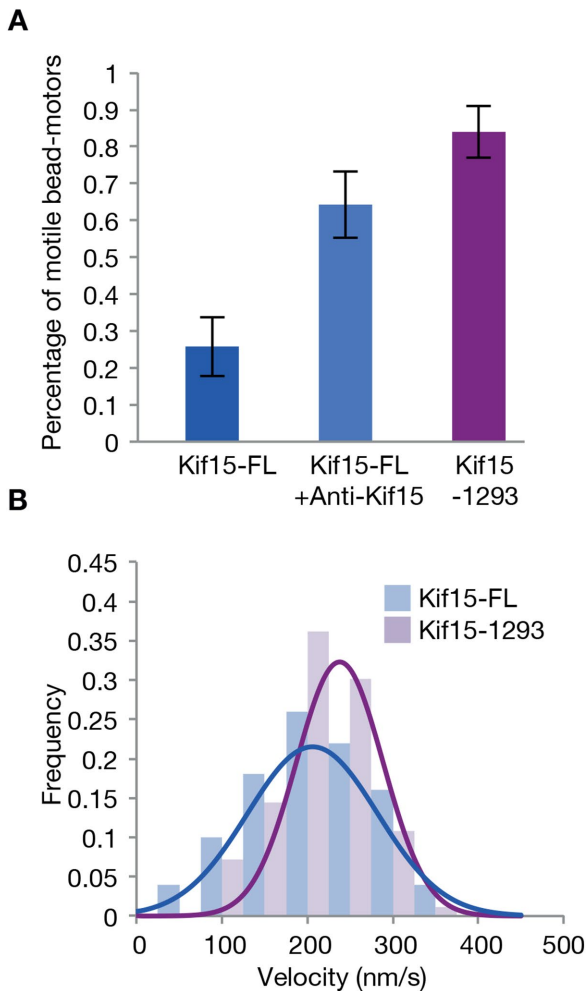 A
Percentage of motile bead-motors
1
0.9
0.8
0.7
0.6
0.5
0.4
0.3
0.2
0.1
0
Kif15-FL
Kif15-FL
+Anti-Kif15
Kif15
-1293
B
Frequency
0.45
0.4
0.35
0.3
0.25
0.2
0.15
0.1
0.05
0
Kif15-FL
Kif15-1293
0 100 200 300 400 500
Velocity (nm/s)